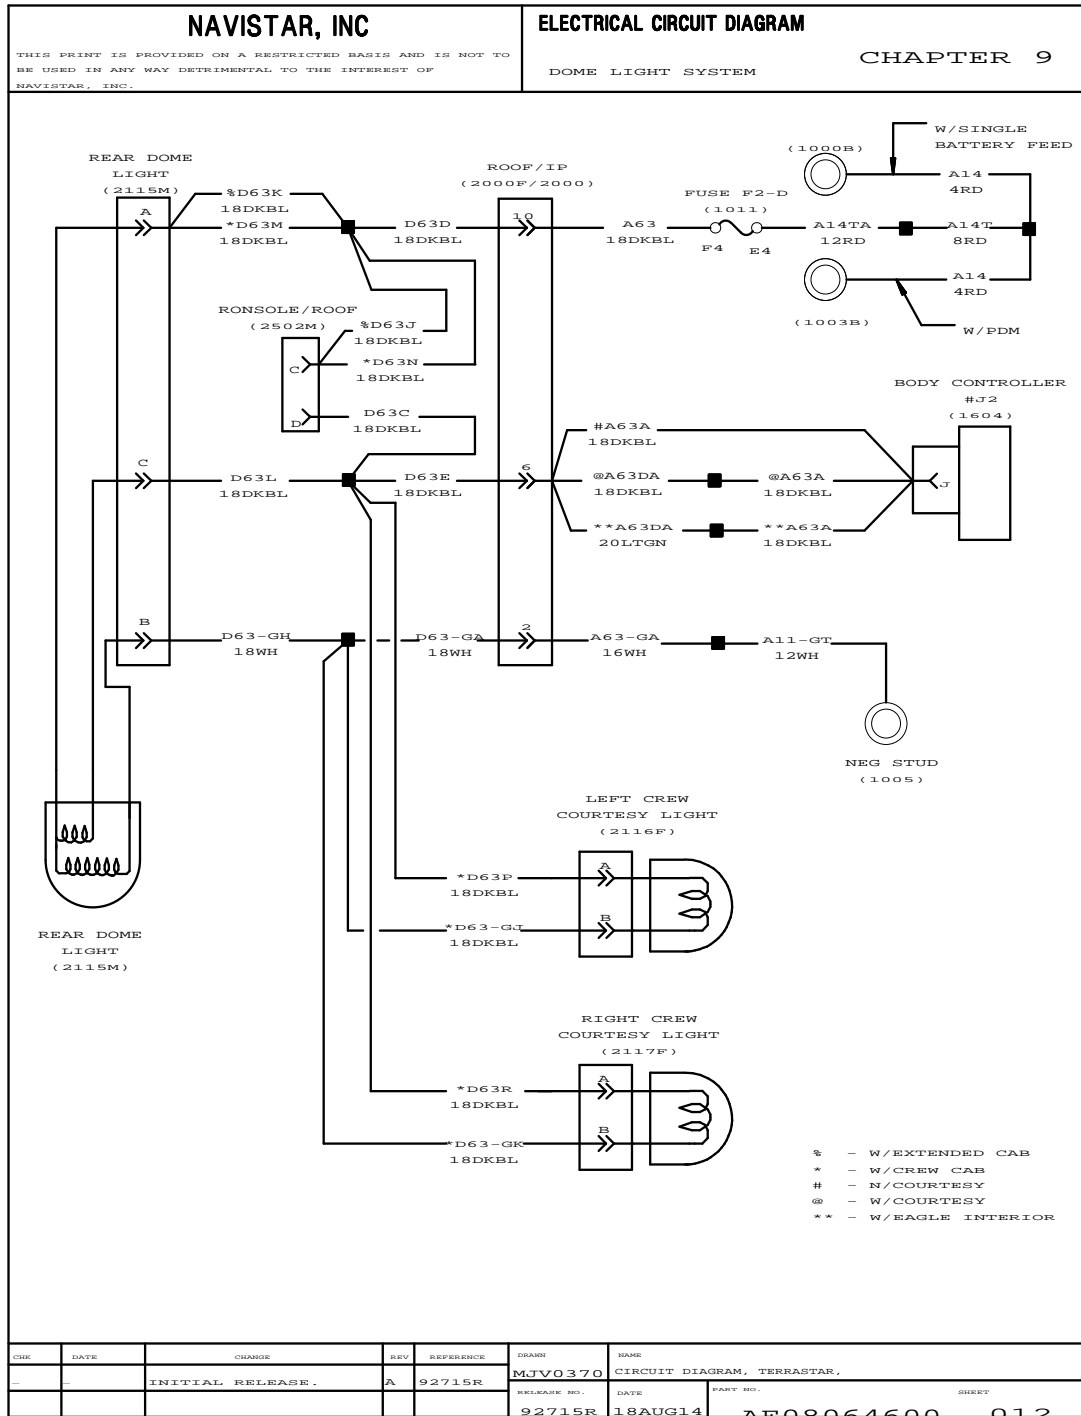 NAVISTAR, INC
THIS PRINT IS PROVIDED ON A RESTRICTED BASIS AND IS NOT TO
BE USED IN ANY WAY DETRIMENTAL TO THE INTEREST OF
NAVISTAR, INC.
ELECTRICAL CIRCUIT DIAGRAM
DOME LIGHT SYSTEM
CHAPTER 9
REAR DOME
LIGHT
(2115M)
A
%D63K
18DKBL
*D63M
18DKBL
D63D
18DKBL
ROOF/IP
(2000F/2000)
10
A63
18DKBL
FUSE F2-D
(1011)
F4
E4
A14TA
12RD
A14T
8RD
(1000B)
W/SINGLE
BATTERY FEED
A14
4RD
A14
4RD
(1003B)
W/PDM
RONSOLE/ROOF
(2502M)
C
D
%D63J
18DKBL
*D63N
18DKBL
D63C
18DKBL
BODY CONTROLLER
#J2
(1604)
J
#A63A
18DKBL
C
D63L
18DKBL
D63E
18DKBL
6
@A63DA
18DKBL
@A63A
18DKBL
**A63DA
20LTGN
**A63A
18DKBL
B
D63-GH
18WH
D63-GA
18WH
2
A63-GA
16WH
A11-GT
12WH
NEG STUD
(1005)
LEFT CREW
COURTESY LIGHT
(2116F)
A
*D63P
18DKBL
B
*D63-GJ
18DKBL
REAR DOME
LIGHT
(2115M)
RIGHT CREW
COURTESY LIGHT
(2117F)
A
*D63R
18DKBL
B
*D63-GK
18DKBL
% - W/EXTENDED CAB
* - W/CREW CAB
# - N/COURTESY
@ - W/COURTESY
** - W/EAGLE INTERIOR
CHK DATE CHANGE REV REFERENCE
- - INITIAL RELEASE. A 92715R
DRAWN
MJV0370
NAME
CIRCUIT DIAGRAM, TERRASTAR,
RELEASE NO.
92715R
DATE
18AUG14
PART NO.
SHEET